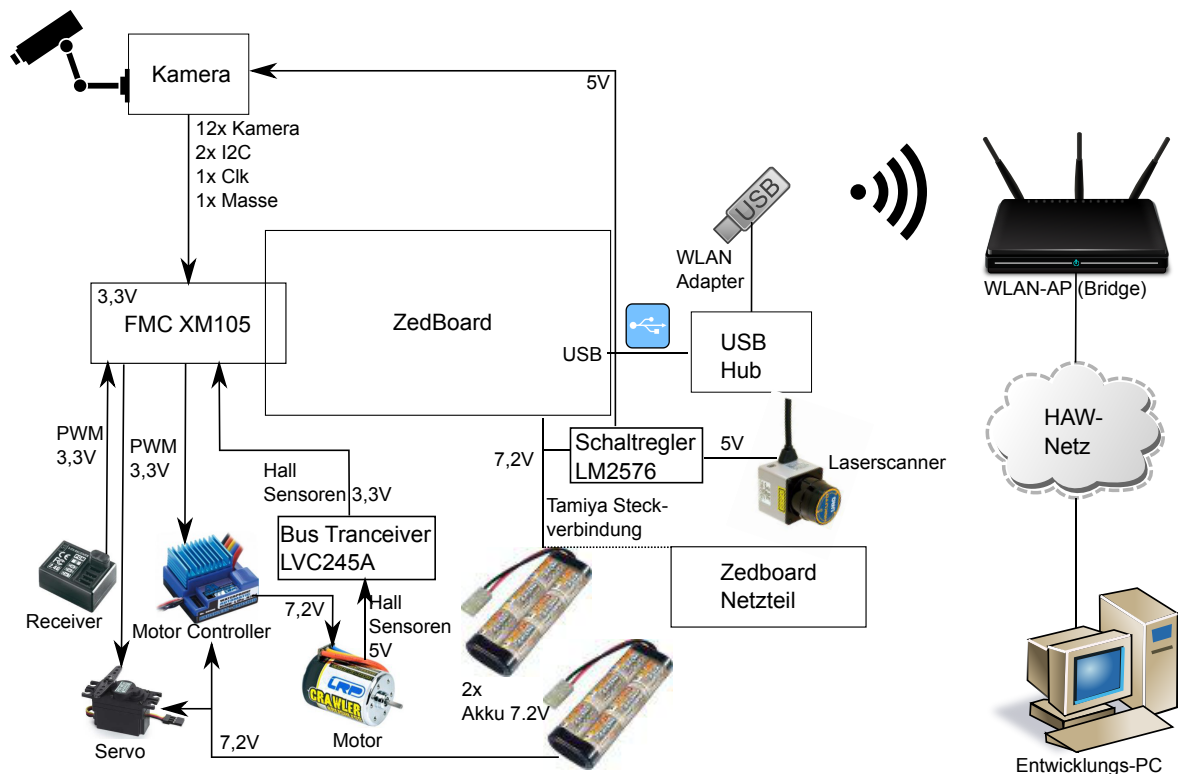 Kamera
5V
12x Kamera
2x I2C
1x Clk
1x Masse
USB
WLAN
Adapter
WLAN-AP (Bridge)
3,3V
FMC XM105
ZedBoard
USB
USB
Hub
HAW-
Netz
PWM
3,3V
PWM
3,3V
Hall
Sensoren 3,3V
7,2V
Schaltregler
LM2576
5V
Laserscanner
Tamiya Steck-
verbindung
Bus Tranceiver
LVC245A
Zedboard
Netzteil
Receiver
Motor Controller
7,2V
Hall
Sensoren
5V
LRP
CRAWLER
2x
Akku 7.2V
Servo
7,2V
Motor
Entwicklungs-PC